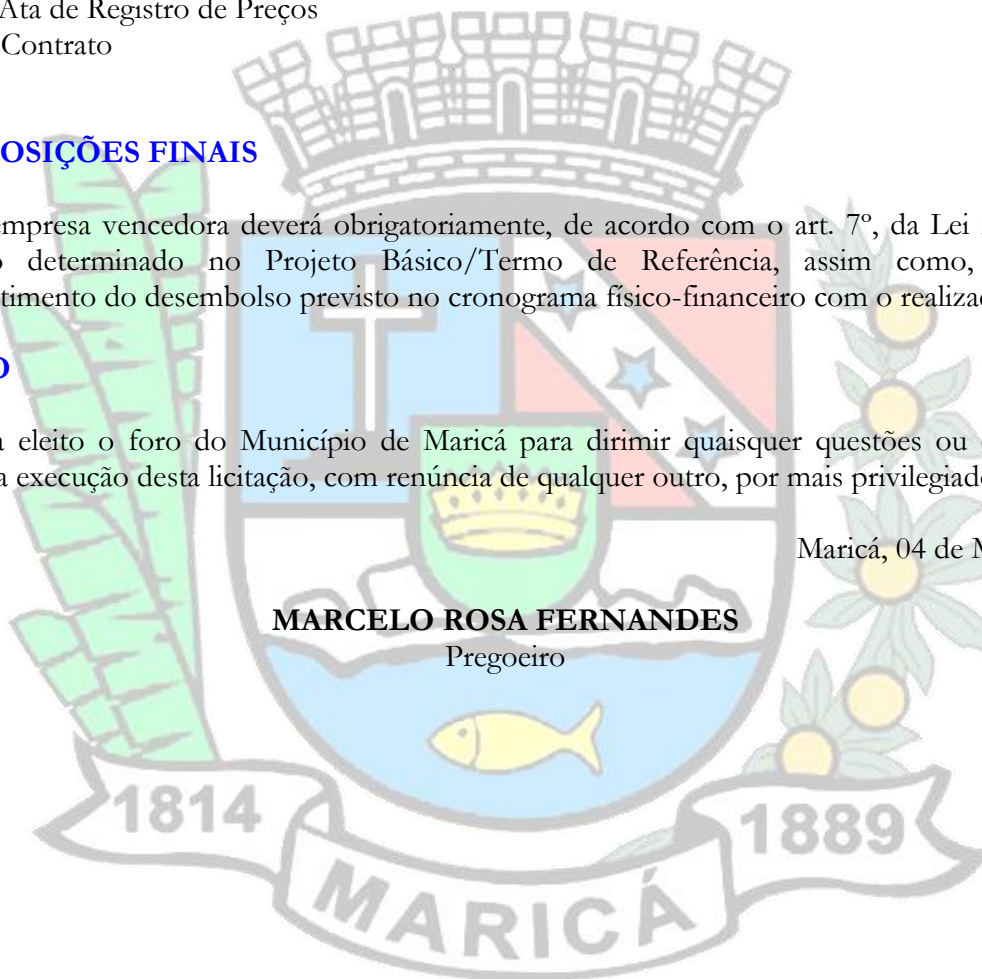 Ata de Registro de Preços
Contrato
OSIÇÕES FINAIS
empresa vencedora deverá obrigatoriamente, de acordo com o art. 7º, da Lei
determinado no Projeto Básico/Termo de Referência, assim como,
timento do desembolso previsto no cronograma físico-financeiro com o realizad
O
eleito o foro do Município de Maricá para dirimir quaisquer questões ou
a execução desta licitação, com renúncia de qualquer outro, por mais privilegiado
Maricá, 04 de M
MARCELO ROSA FERNANDES
Pregoeiro
1814
1889
MARICÁ